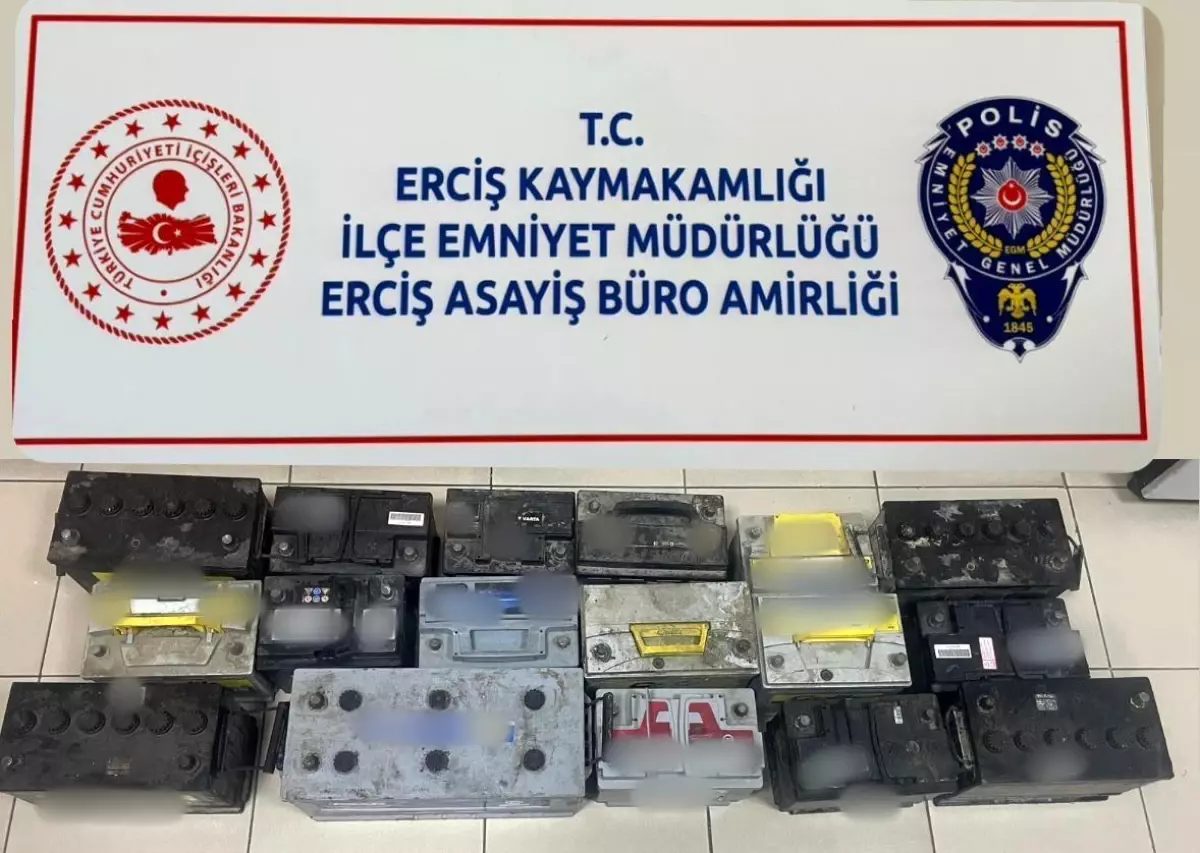 T.C.
ERCİŞ KAYMAKAMLIĞI
İLÇE EMNİYET MÜDÜRLÜĞÜ
ERCİŞ ASAYİŞ BÜRO AMİRLİĞİ
TÜRKİYE CUMHURİYETİ İÇİŞLERİ BAKANLIĞI
POLİS
EMNİYET GENEL MÜDÜRLÜĞÜ
EGM
1845
VARTA